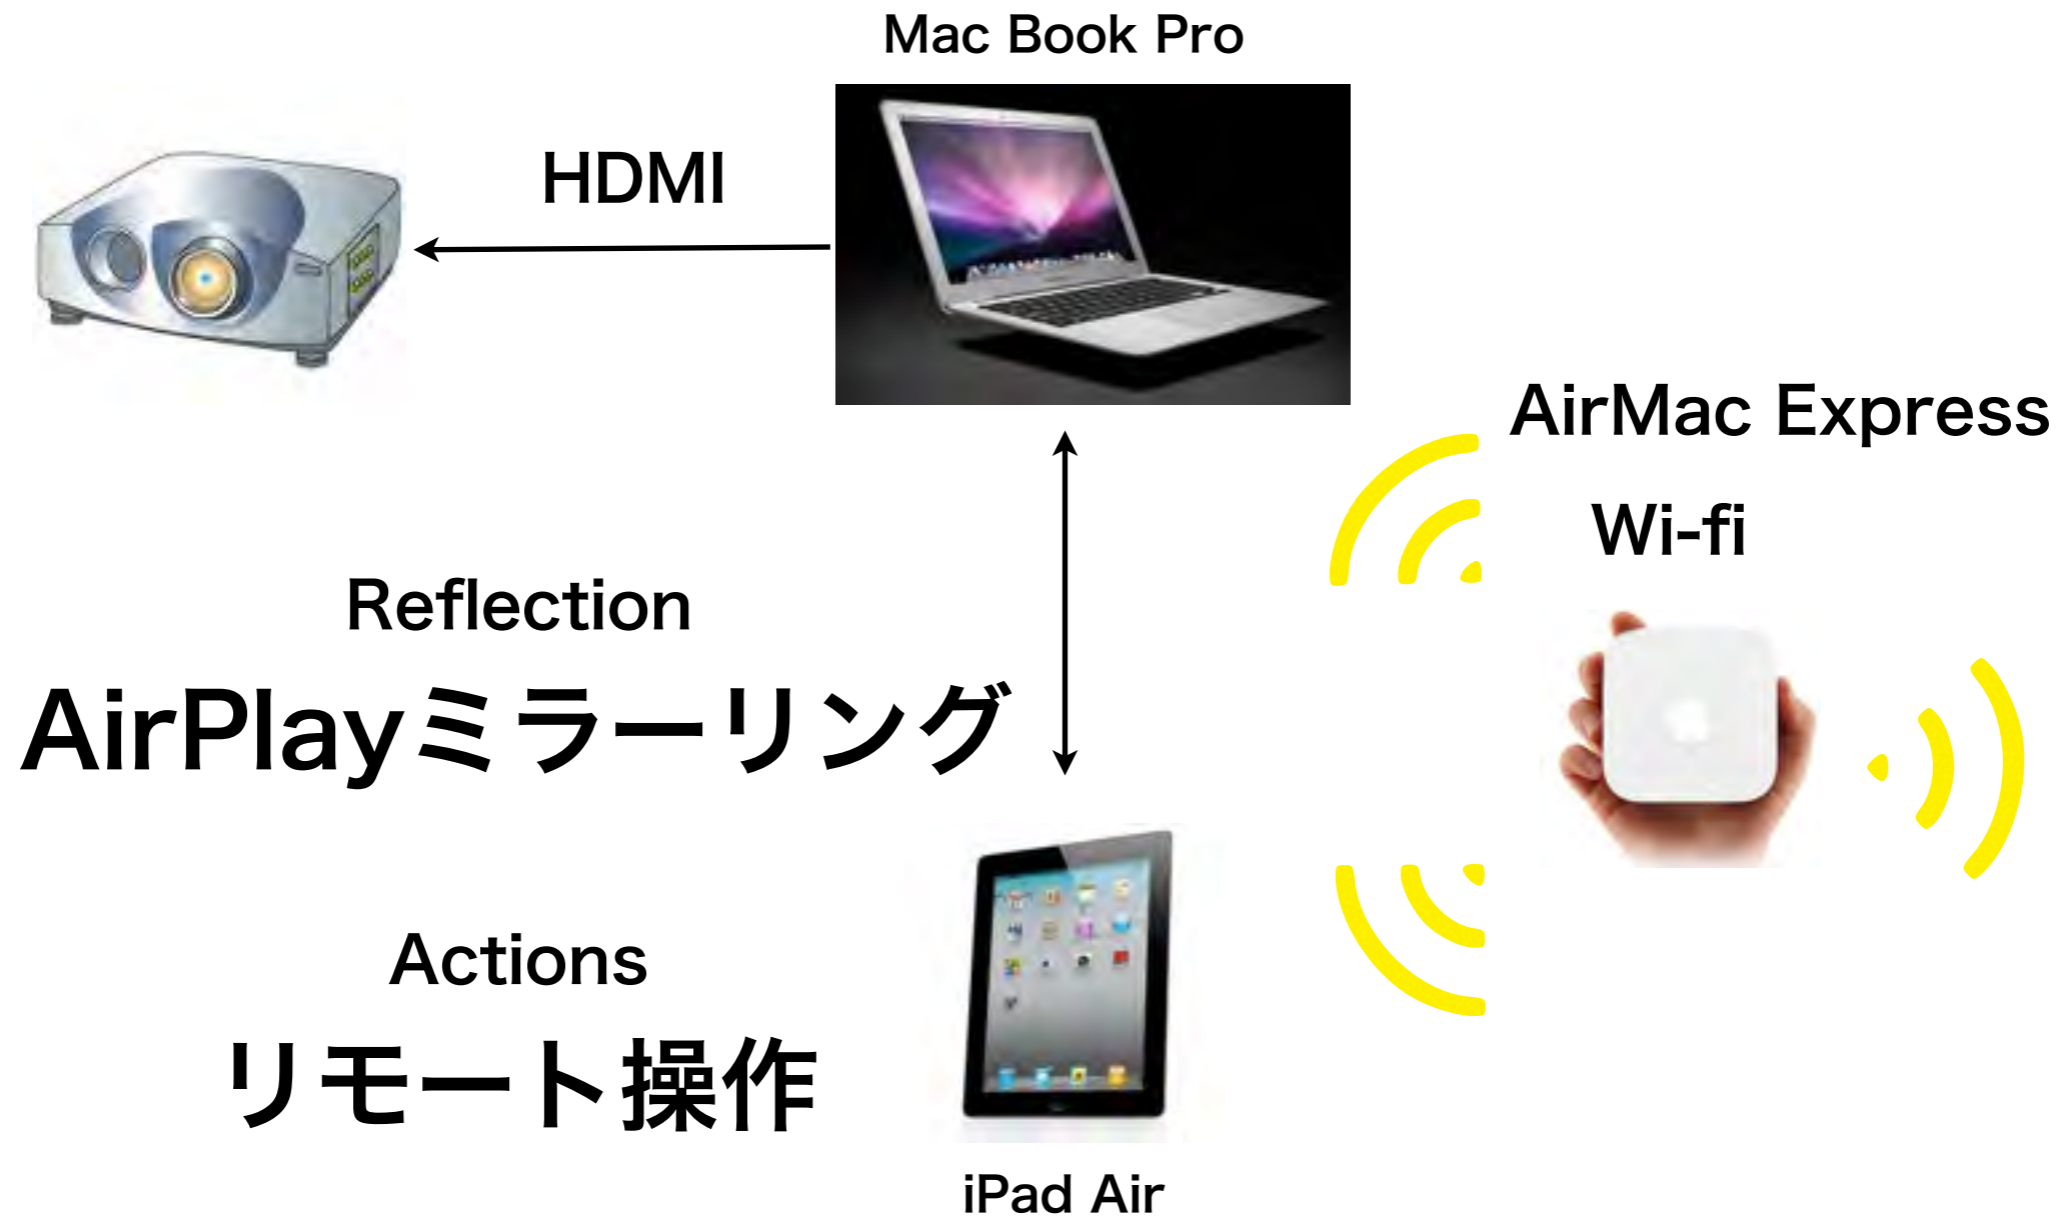 Mac Book Pro
HDMI
AirMac Express
Wi-fi
Reflection
AirPlayミラーリング
Actions
リモート操作
iPad Air